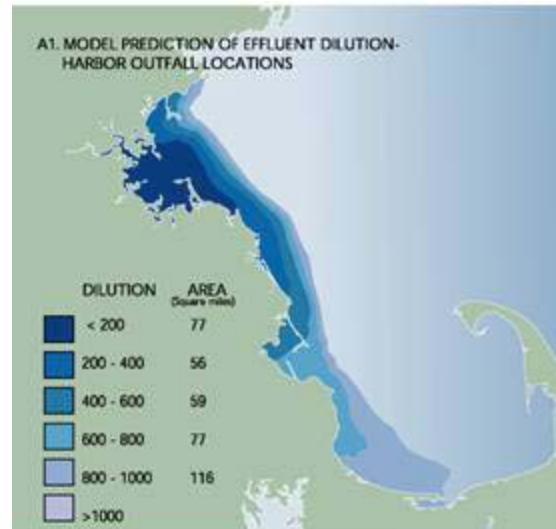 A1. MODEL PREDICTION OF EFFLUENT DILUTION-
HARBOR OUTFALL LOCATIONS
DILUTION AREA
(Square miles)
< 200 77
200 - 400 56
400 - 600 59
600 - 800 77
800 - 1000 116
>1000